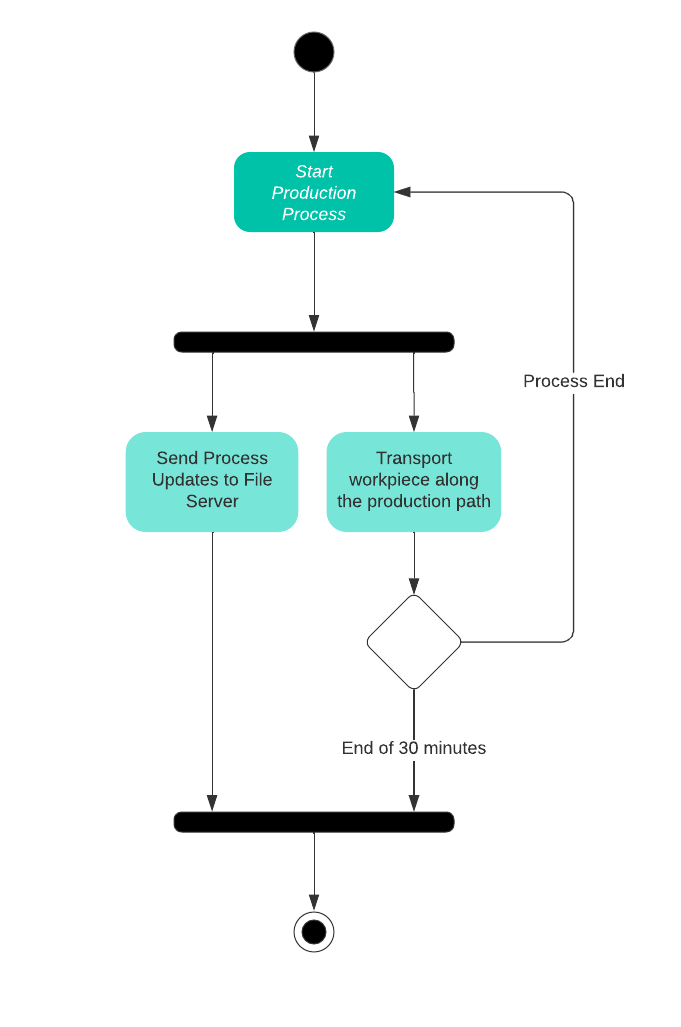 Start
Production
Process
Process End
Send Process
Updates to File
Server
Transport
workpiece along
the production path
End of 30 minutes